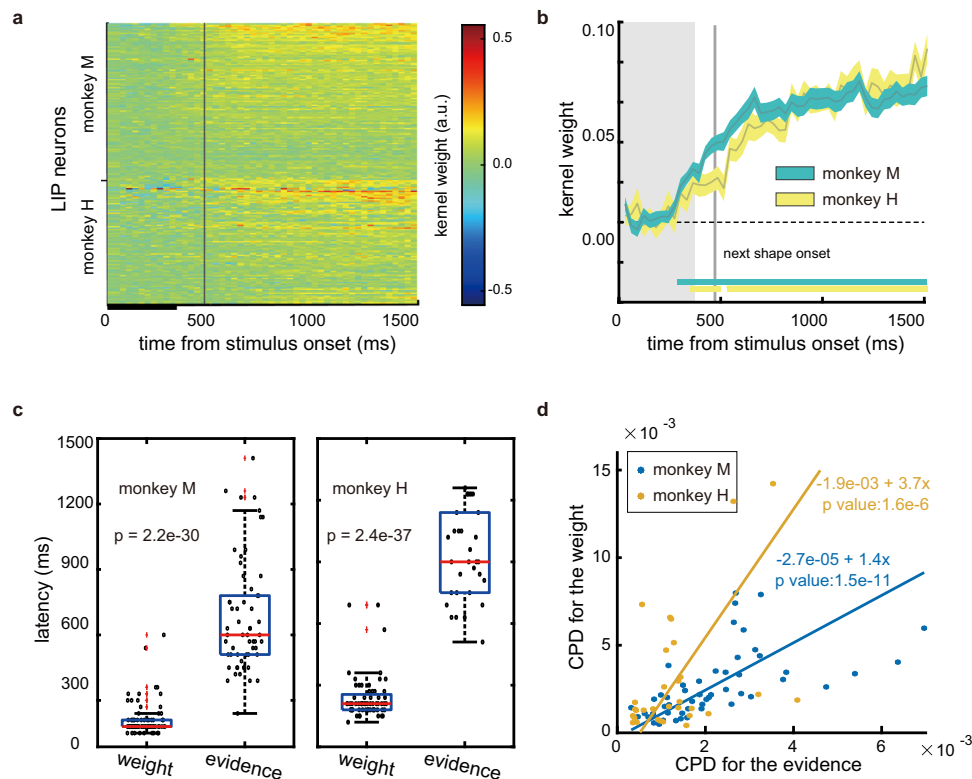 a
LIP neurons
monkey M
monkey H
0
500
1000
1500
time from stimulus onset (ms)
0.5
0.0
-0.5
kernel weight (a.u.)
b
0.10
0.05
0.00
kernel weight
monkey M
monkey H
next shape onset
0
500
1000
1500
time from stimulus onset (ms)
c
1500
1200
900
600
300
0
latency (ms)
monkey M
p = 2.2e-30
weight
evidence
monkey H
p = 2.4e-37
weight
evidence
d
× 10 -3
15
10
5
0
CPD for the weight
monkey M
monkey H
-1.9e-03 + 3.7x
p value:1.6e-6
-2.7e-05 + 1.4x
p value:1.5e-11
0
2
4
6
× 10 -3
CPD for the evidence